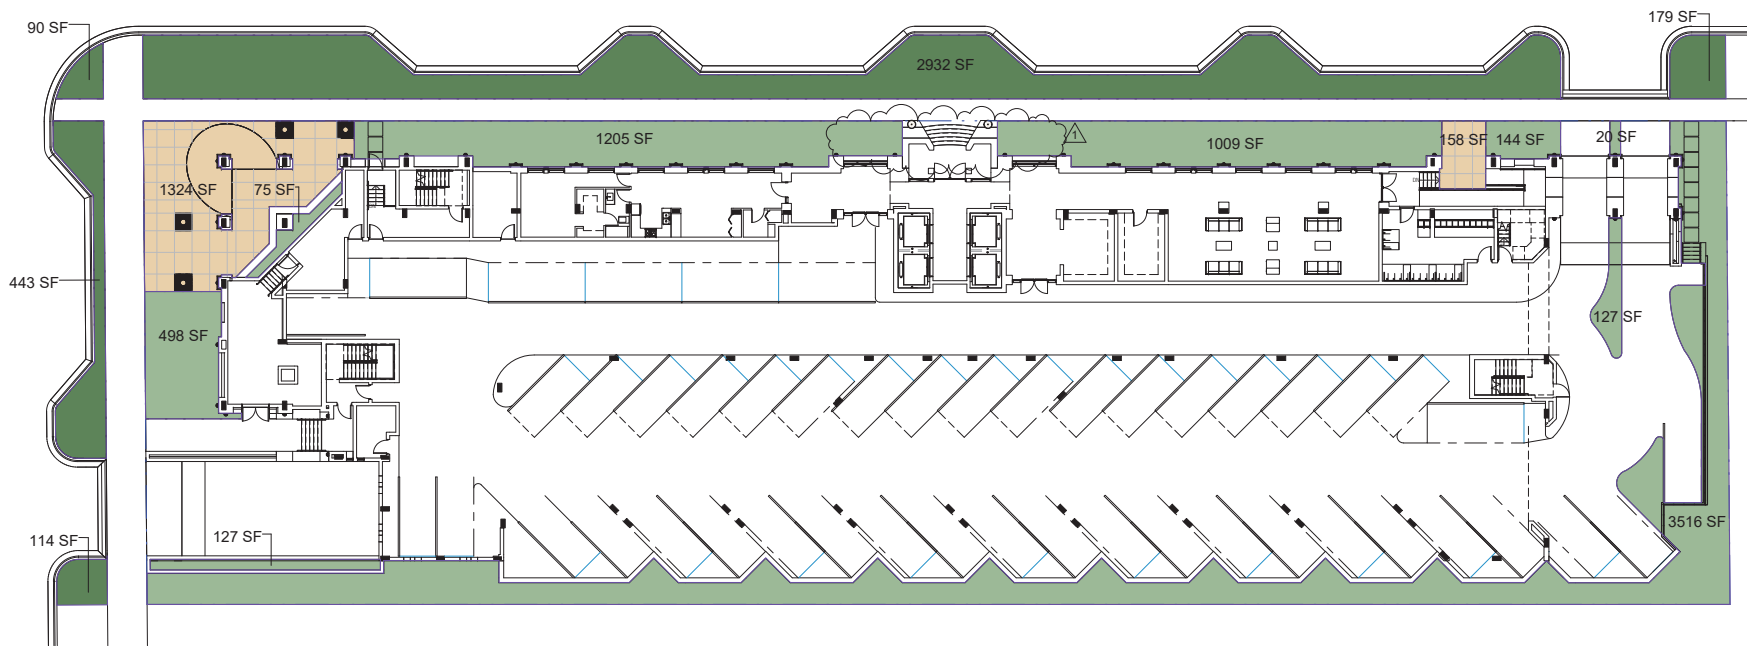 90 SF
179 SF
2932 SF
1205 SF
1
1009 SF
158 SF
144 SF
20 SF
1324 SF
75 SF
DN
443 SF
498 SF
127 SF
3516 SF
127 SF
114 SF